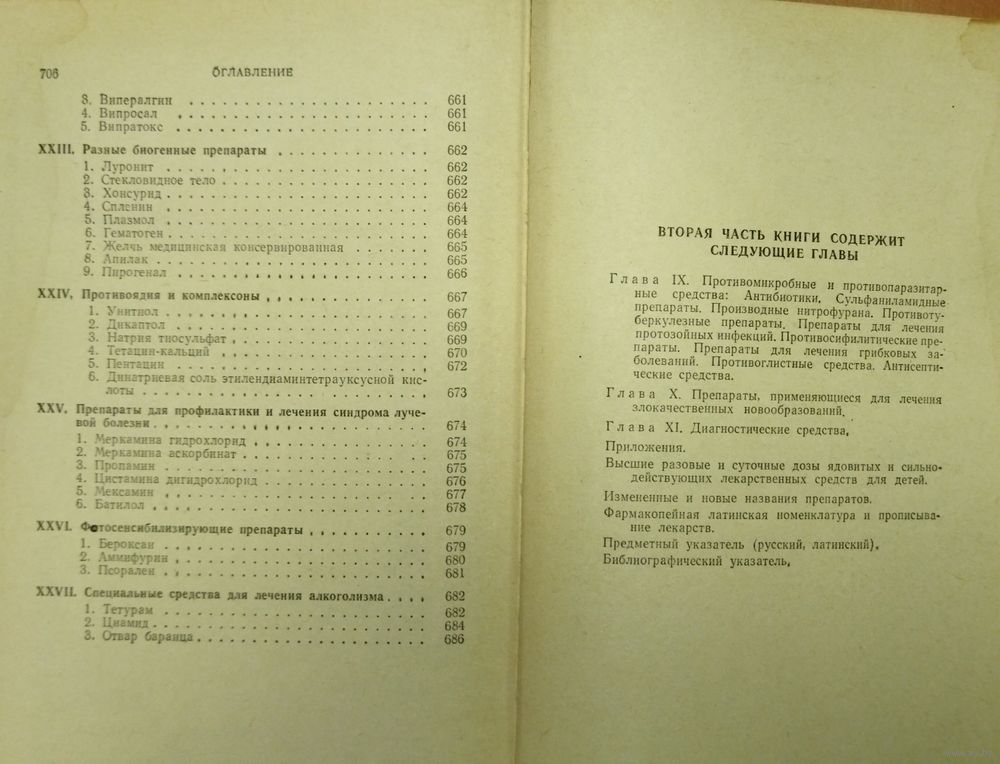 706 ОГЛАВЛЕНИЕ
3. Випералгин . . . . . . . . . . . . . . . . . . . . 661
4. Випросал . . . . . . . . . . . . . . . . . . . . 661
5. Випратокс . . . . . . . . . . . . . . . . . . . . 661
XXIII. Разные биогенные препараты . . . . . . . . . . . . 662
1. Луронит . . . . . . . . . . . . . . . . . . . . 662
2. Стекловидное тело . . . . . . . . . . . . . . . . 662
3. Хонсурид . . . . . . . . . . . . . . . . . . . . 662
4. Спленин . . . . . . . . . . . . . . . . . . . . 664
5. Плазмол . . . . . . . . . . . . . . . . . . . . 664
6. Гематоген . . . . . . . . . . . . . . . . . . . . 664
7. Желчь медицинская консервированная . . . . . . 665
8. Апилак . . . . . . . . . . . . . . . . . . . . 665
9. Пирогенал . . . . . . . . . . . . . . . . . . . . 666
XXIV. Противоядия и комплексоны . . . . . . . . . . . . 667
1. Унитиол . . . . . . . . . . . . . . . . . . . . 667
2. Дикаптол . . . . . . . . . . . . . . . . . . . . 669
3. Натрия тиосульфат . . . . . . . . . . . . . . . . 669
4. Тетацин-кальций . . . . . . . . . . . . . . . . 670
5. Пентацин . . . . . . . . . . . . . . . . . . . . 672
6. Динатриевая соль этилендиаминтетрауксусной кис-
лоты . . . . . . . . . . . . . . . . . . . . 673
XXV. Препараты для профилактики и лечения синдрома луче-
вой болезни . . . . . . . . . . . . . . . . . . . . 674
1. Меркамина гидрохлорид . . . . . . . . . . . . . . 674
2. Меркамина аскорбинат . . . . . . . . . . . . . . 675
3. Пропамин . . . . . . . . . . . . . . . . . . . . 675
4. Цистамина дигидрохлорид . . . . . . . . . . . . 676
5. Мексамин . . . . . . . . . . . . . . . . . . . . 677
6. Батилол . . . . . . . . . . . . . . . . . . . . 678
XXVI. Фотосенсибилизирующие препараты . . . . . . . . . . 679
1. Бероксан . . . . . . . . . . . . . . . . . . . . 679
2. Аммифурин . . . . . . . . . . . . . . . . . . . . 680
3. Псорален . . . . . . . . . . . . . . . . . . . . 681
XXVII. Специальные средства для лечения алкоголизма . . . . 682
1. Тетурам . . . . . . . . . . . . . . . . . . . . 682
2. Циамид . . . . . . . . . . . . . . . . . . . . 684
3. Отвар баранца . . . . . . . . . . . . . . . . . . 686
ВТОРАЯ ЧАСТЬ КНИГИ СОДЕРЖИТ
СЛЕДУЮЩИЕ ГЛАВЫ
Глава IX. Противомикробные и противопаразитар-
ные средства: Антибиотики, Сульфаниламидные
препараты. Производные нитрофурана. Противоту-
беркулезные препараты. Препараты для лечения
протозойных инфекций. Противосифилитические пре-
параты. Препараты для лечения грибковых за-
болеваний. Противоглистные средства. Антисепти-
ческие средства.
Глава X. Препараты, применяющиеся для лечения
злокачественных новообразований.
Глава XI. Диагностические средства,
Приложения.
Высшие разовые и суточные дозы ядовитых и сильно-
действующих лекарственных средств для детей.
Измененные и новые названия препаратов.
Фармакопейная латинская номенклатура и прописыва-
ние лекарств.
Предметный указатель (русский, латинский).
Библиографический указатель,